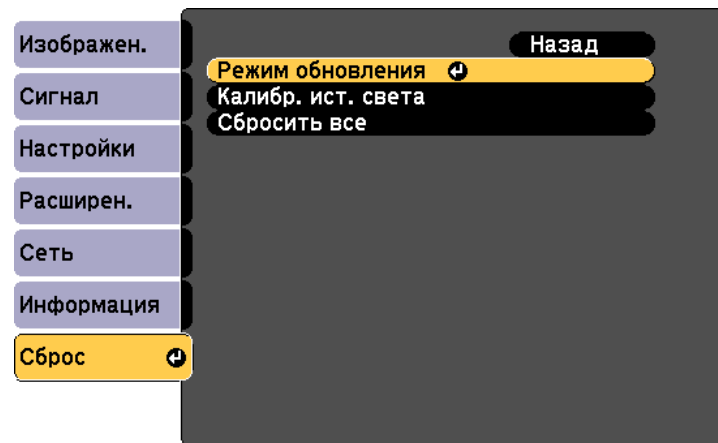 Изображен.
Сигнал
Настройки
Расширен.
Сеть
Информация
Сброс
Назад
Режим обновления
Калибр. ист. света
Сбросить все